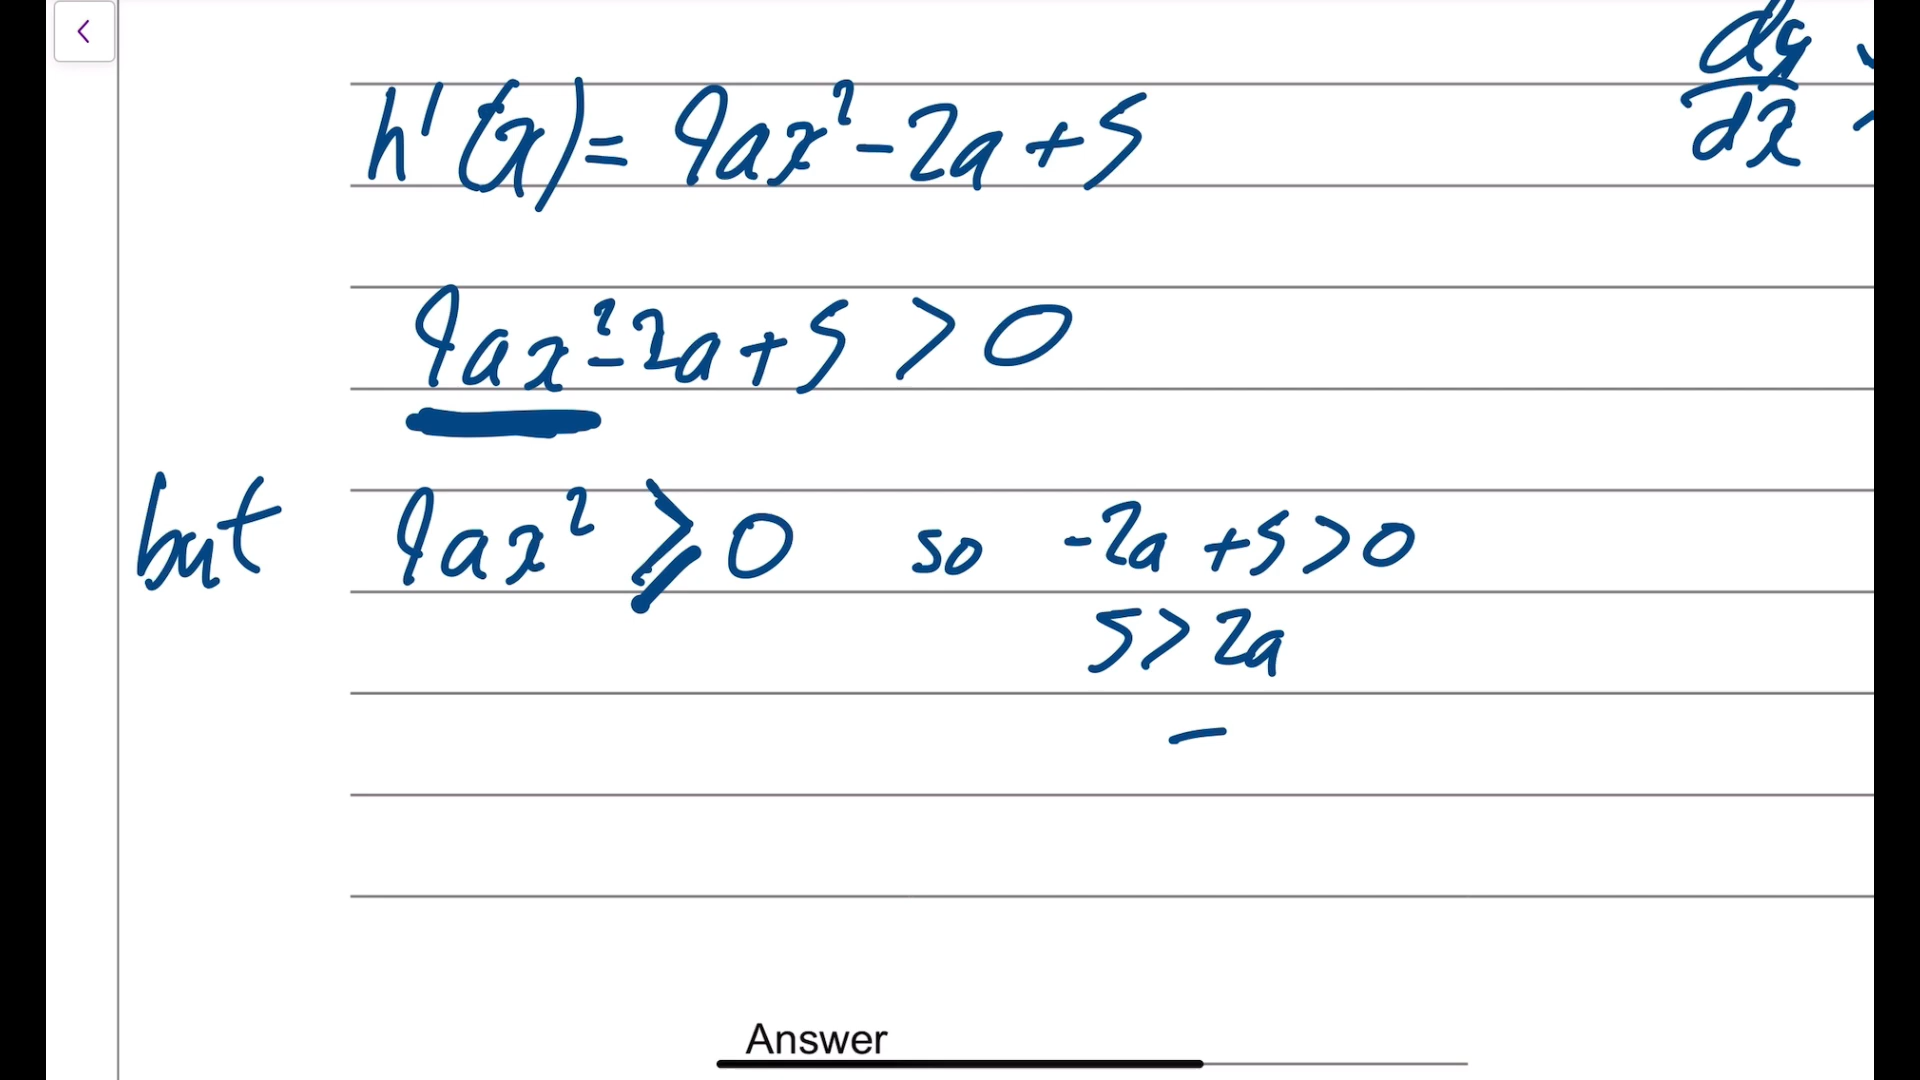 dy
dx
h'(x) = 9ax² - 2a + 5
9ax² - 2a + 5 > 0
but 9ax² ⩾ 0 so -2a + 5 > 0
5 > 2a
Answer